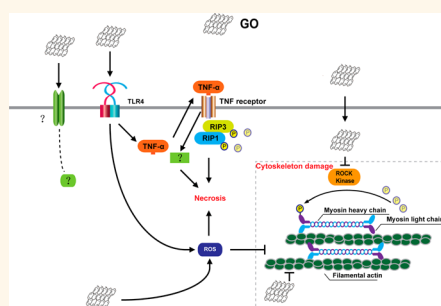 GO
?
TLR4
TNF-α
TNF receptor
RIP3
RIP1
P
P
P
P
TNF-α
?
?
Necrosis
Cytoskeleton damage
ROCK
Kinase
P
P
P
P
Myosin heavy chain
Myosin light chain
ROS
Filamental actin